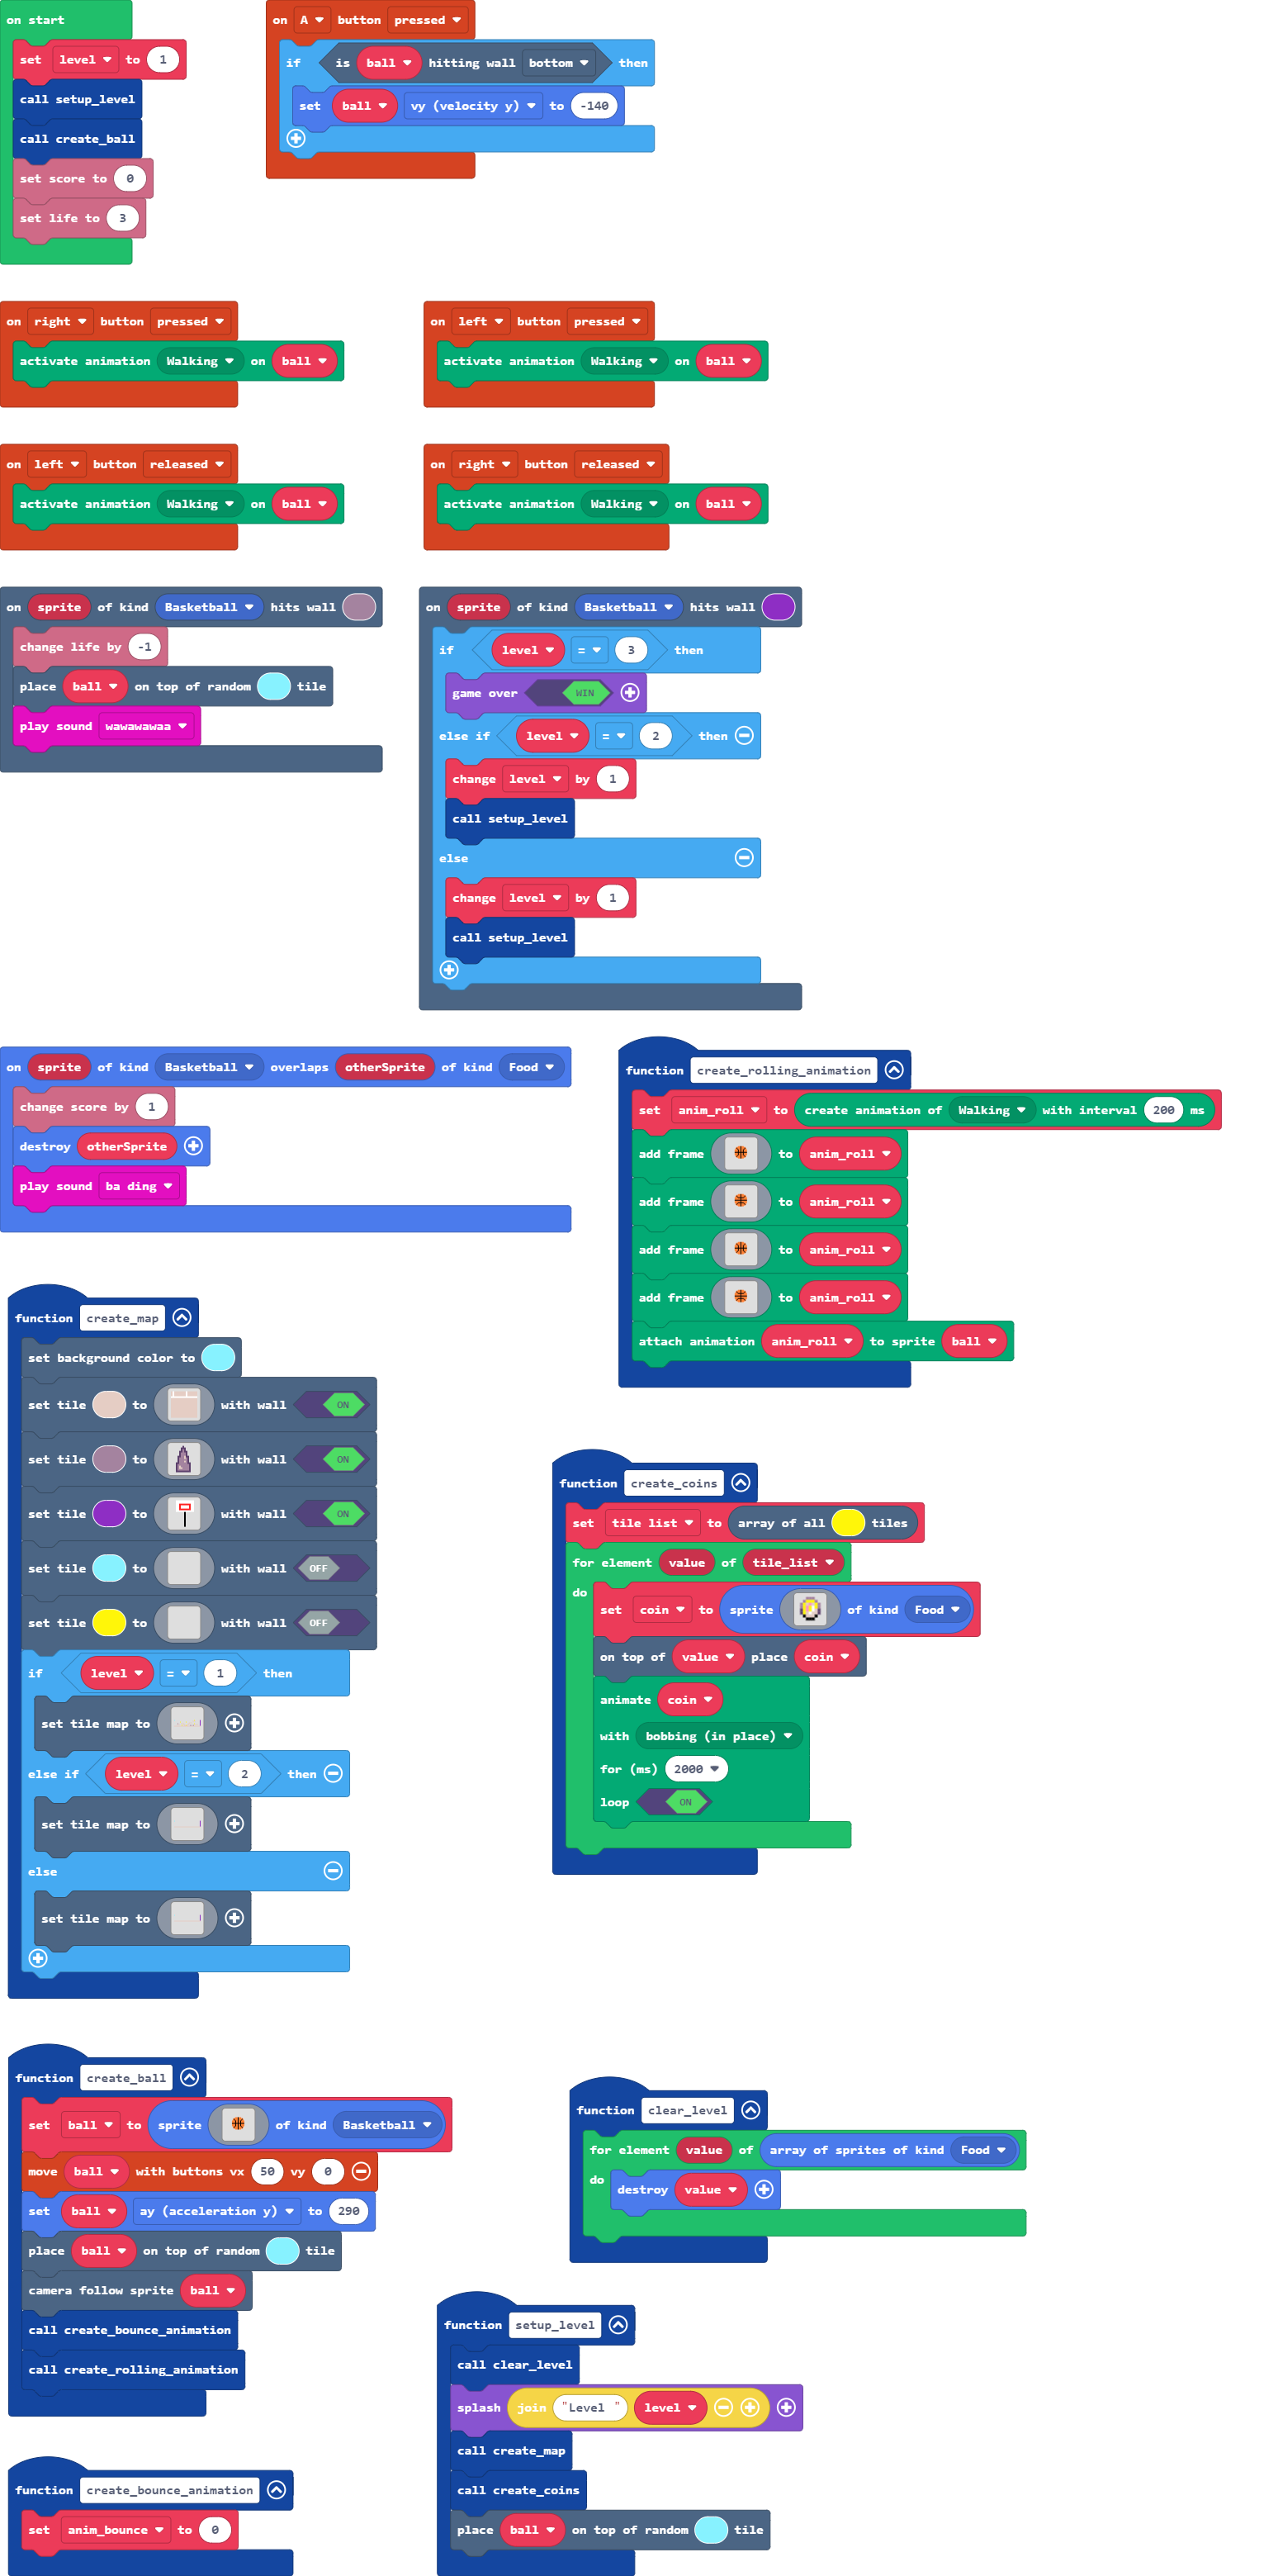 on start
set level to 1
call setup_level
call create_ball
set score to 0
set life to 3
on A button pressed
if is ball hitting wall bottom then
set ball vy (velocity y) to -140
on right button pressed
activate animation Walking on ball
on left button pressed
activate animation Walking on ball
on left button released
activate animation Walking on ball
on right button released
activate animation Walking on ball
on sprite of kind Basketball hits wall
change life by -1
place ball on top of random tile
play sound wawawawaa
on sprite of kind Basketball hits wall
if level = 3 then
game over WIN
else if level = 2 then
change level by 1
call setup_level
else
change level by 1
call setup_level
on sprite of kind Basketball overlaps otherSprite of kind Food
change score by 1
destroy otherSprite
play sound ba ding
function create_rolling_animation
set anim_roll to create animation of Walking with interval 200 ms
add frame to anim_roll
add frame to anim_roll
add frame to anim_roll
add frame to anim_roll
attach animation anim_roll to sprite ball
function create_map
set background color to
set tile to with wall ON
set tile to with wall ON
set tile to with wall ON
set tile to with wall OFF
set tile to with wall OFF
if level = 1 then
set tile map to
else if level = 2 then
set tile map to
else
set tile map to
function create_coins
set tile list to array of all tiles
for element value of tile_list
do
set coin to sprite of kind Food
on top of value place coin
animate coin
with bobbing (in place)
for (ms) 2000
loop ON
function create_ball
set ball to sprite of kind Basketball
move ball with buttons vx 50 vy 0
set ball ay (acceleration y) to 290
place ball on top of random tile
camera follow sprite ball
call create_bounce_animation
call create_rolling_animation
function clear_level
for element value of array of sprites of kind Food
do
destroy value
function setup_level
call clear_level
splash join "Level " level
call create_map
call create_coins
place ball on top of random tile
function create_bounce_animation
set anim_bounce to 0